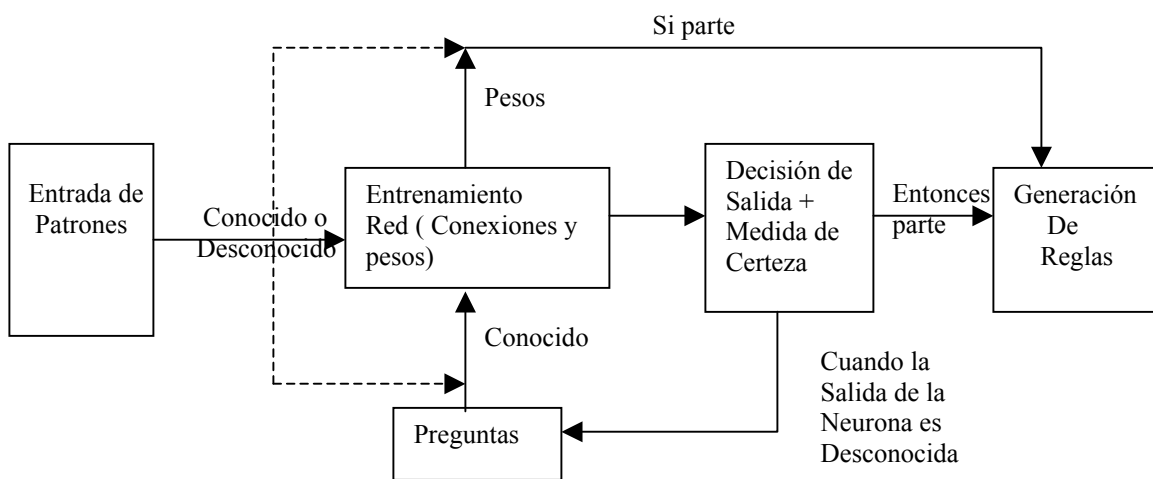 Si parte
Pesos
Entrada de
Patrones
Conocido o
Desconocido
Entrenamiento
Red ( Conexiones y
pesos)
Decisión de
Salida +
Medida de
Certeza
Entonces
parte
Generación
De
Reglas
Conocido
Preguntas
Cuando la
Salida de la
Neurona es
Desconocida